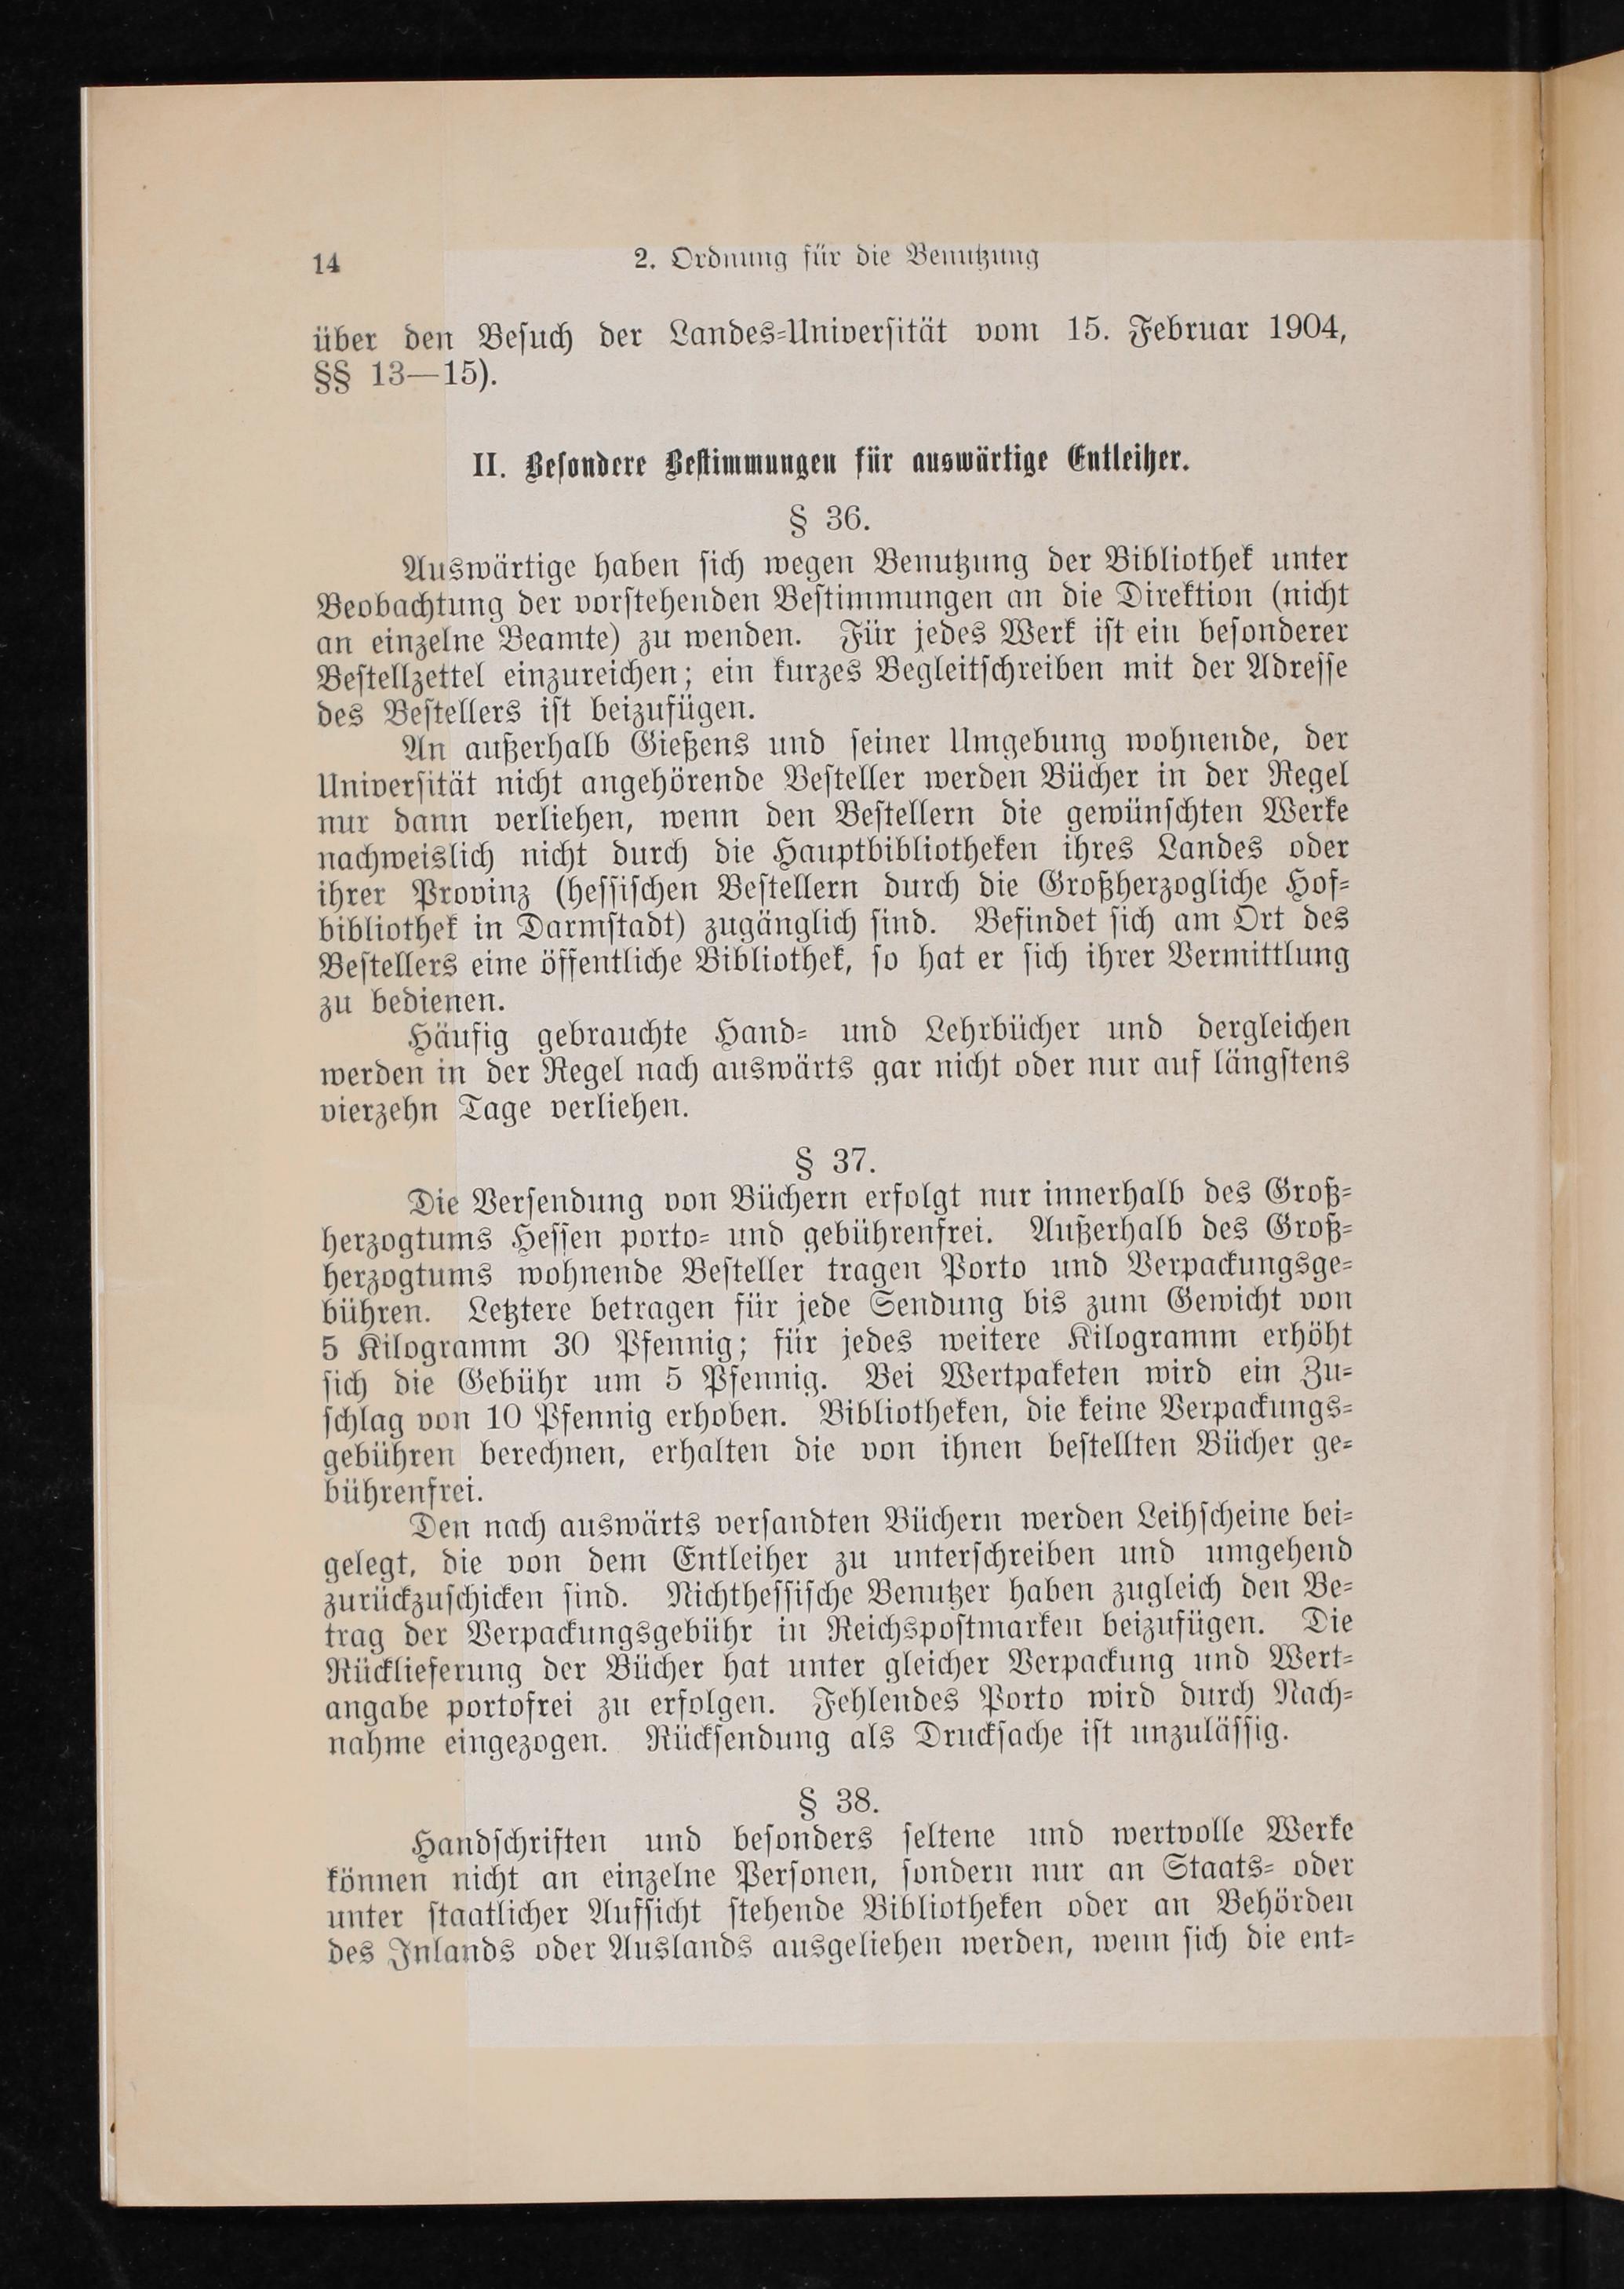 14 2. Ordnung für die Benutzung
über den Besuch der Landes-Universität vom 15. Februar 1904,
§§ 13—15).
II. Besondere Bestimmungen für auswärtige Entleiher.
§ 36.
Auswärtige haben sich wegen Benutzung der Bibliothek unter
Beobachtung der vorstehenden Bestimmungen an die Direktion (nicht
an einzelne Beamte) zu wenden. Für jedes Werk ist ein besonderer
Bestellzettel einzureichen; ein kurzes Begleitschreiben mit der Adresse
des Bestellers ist beizufügen.
An außerhalb Gießens und seiner Umgebung wohnende, der
Universität nicht angehörende Besteller werden Bücher in der Regel
nur dann verliehen, wenn den Bestellern die gewünschten Werke
nachweislich nicht durch die Hauptbibliotheken ihres Landes oder
ihrer Provinz (hessischen Bestellern durch die Großherzogliche Hof-
bibliothek in Darmstadt) zugänglich sind. Befindet sich am Ort des
Bestellers eine öffentliche Bibliothek, so hat er sich ihrer Vermittlung
zu bedienen.
Häufig gebrauchte Hand- und Lehrbücher und dergleichen
werden in der Regel nach auswärts gar nicht oder nur auf längstens
vierzehn Tage verliehen.
§ 37.
Die Versendung von Büchern erfolgt nur innerhalb des Groß-
herzogtums Hessen porto- und gebührenfrei. Außerhalb des Groß-
herzogtums wohnende Besteller tragen Porto und Verpackungsge-
bühren. Letztere betragen für jede Sendung bis zum Gewicht von
5 Kilogramm 30 Pfennig; für jedes weitere Kilogramm erhöht
sich die Gebühr um 5 Pfennig. Bei Wertpaketen wird ein Zu-
schlag von 10 Pfennig erhoben. Bibliotheken, die keine Verpackungs-
gebühren berechnen, erhalten die von ihnen bestellten Bücher ge-
bührenfrei.
Den nach auswärts versandten Büchern werden Leihscheine bei-
gelegt, die von dem Entleiher zu unterschreiben und umgehend
zurückzuschicken sind. Nichthessische Benutzer haben zugleich den Be-
trag der Verpackungsgebühr in Reichspostmarken beizufügen. Die
Rücklieferung der Bücher hat unter gleicher Verpackung und Wert-
angabe portofrei zu erfolgen. Fehlendes Porto wird durch Nach-
nahme eingezogen. Rücksendung als Drucksache ist unzulässig.
§ 38.
Handschriften und besonders seltene und wertvolle Werke
können nicht an einzelne Personen, sondern nur an Staats- oder
unter staatlicher Aufsicht stehende Bibliotheken oder an Behörden
des Inlands oder Auslands ausgeliehen werden, wenn sich die ent-